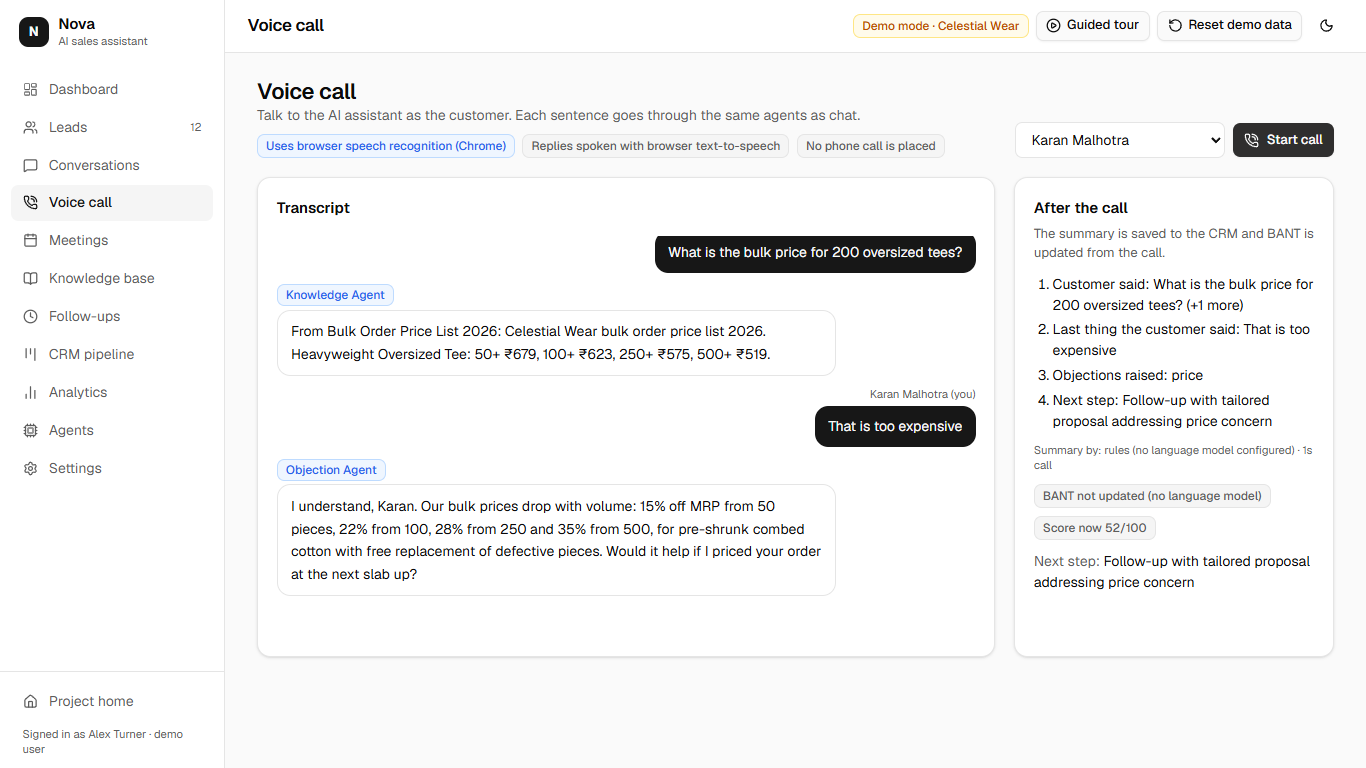 N
Nova
AI sales assistant
Dashboard
Leads 12
Conversations
Voice call
Meetings
Knowledge base
Follow-ups
CRM pipeline
Analytics
Agents
Settings
Project home
Signed in as Alex Turner · demo
user
Voice call
Demo mode · Celestial Wear
Guided tour
Reset demo data
Voice call
Talk to the AI assistant as the customer. Each sentence goes through the same agents as chat.
Uses browser speech recognition (Chrome)
Replies spoken with browser text-to-speech
No phone call is placed
Karan Malhotra
Start call
Transcript
What is the bulk price for 200 oversized tees?
Knowledge Agent
From Bulk Order Price List 2026: Celestial Wear bulk order price list 2026.
Heavyweight Oversized Tee: 50+ ₹679, 100+ ₹623, 250+ ₹575, 500+ ₹519.
Karan Malhotra (you)
That is too expensive
Objection Agent
I understand, Karan. Our bulk prices drop with volume: 15% off MRP from 50
pieces, 22% from 100, 28% from 250 and 35% from 500, for pre-shrunk combed
cotton with free replacement of defective pieces. Would it help if I priced your order
at the next slab up?
After the call
The summary is saved to the CRM and BANT is
updated from the call.
1. Customer said: What is the bulk price for
200 oversized tees? (+1 more)
2. Last thing the customer said: That is too
expensive
3. Objections raised: price
4. Next step: Follow-up with tailored
proposal addressing price concern
Summary by: rules (no language model configured) · 1s
call
BANT not updated (no language model)
Score now 52/100
Next step: Follow-up with tailored proposal
addressing price concern